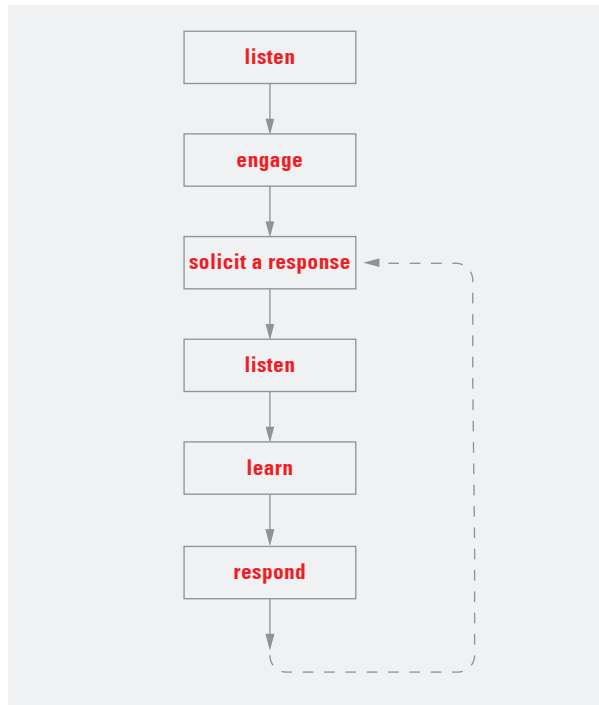 listen
engage
solicit a response
listen
learn
respond